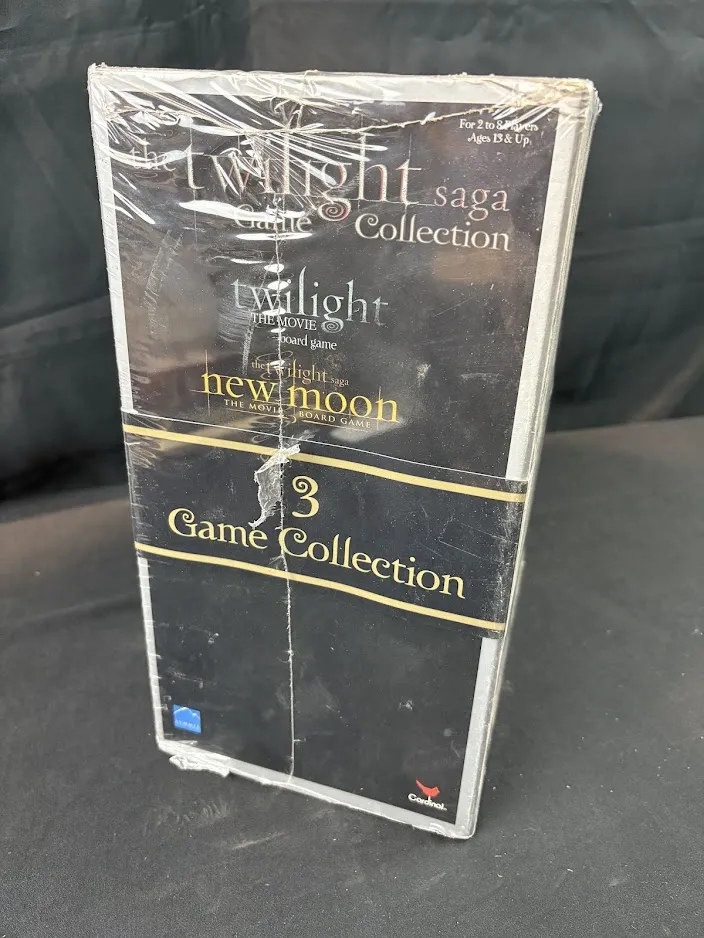 For 2 to 8 Players
Ages 13 & Up
the twilight saga
Game Collection
twilight
THE MOVIE
board game
the twilight saga
new moon
THE MOVIE BOARD GAME
3
Game Collection
SUMMIT
Cardinal